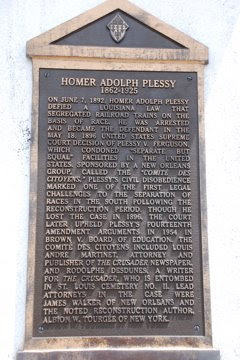 HOMER ADOLPH PLESSY
1862-1925
ON JUNE 7, 1892, HOMER ADOLPH PLESSY
DEFIED A LOUISIANA LAW THAT
SEGREGATED RAILROAD TRAINS ON THE
BASIS OF RACE. HE WAS ARRESTED
AND BECAME THE DEFENDANT IN THE
MAY 18, 1896 UNITED STATES SUPREME
COURT DECISION OF PLESSY V. FERGUSON,
WHICH CONDONED "SEPARATE BUT
EQUAL" FACILITIES IN THE UNITED
STATES. SPONSORED BY A NEW ORLEANS
GROUP, CALLED THE "COMITE DES
CITOYENS," PLESSY'S CIVIL DISOBEDIENCE
MARKED ONE OF THE FIRST LEGAL
CHALLENGES TO THE SEPARATION OF
RACES IN THE SOUTH FOLLOWING THE
RECONSTRUCTION PERIOD. THOUGH HE
LOST THE CASE IN 1896, THE COURT
LATER UPHELD PLESSY'S FOURTEENTH
AMENDMENT ARGUMENTS IN 1954 IN
BROWN V. BOARD OF EDUCATION. THE
COMITÉ DES CITOYENS INCLUDED LOUIS
ANDRÉ MARTINET, ATTORNEY AND
PUBLISHER OF THE CRUSADER NEWSPAPER,
AND RODOLPHE DESDUNES, A WRITER
FOR THE CRUSADER, WHO IS ENTOMBED
IN ST. LOUIS CEMETERY NO. II. LEAD
ATTORNEYS IN THE CASE WERE
JAMES WALKER OF NEW ORLEANS AND
THE NOTED RECONSTRUCTION AUTHOR,
ALBION W. TOURGÉE OF NEW YORK.